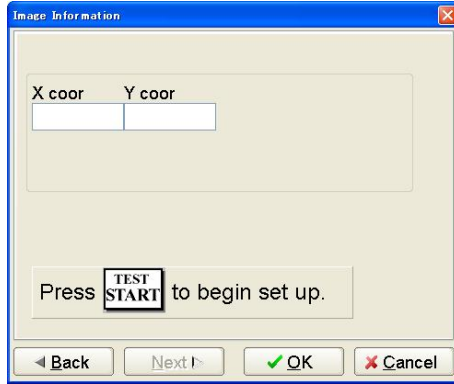 Image Information
X coor Y coor
Press TEST START to begin set up.
Back Next OK Cancel